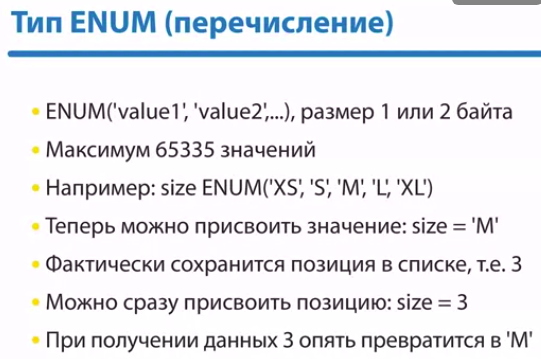 Тип ENUM (перечисление)
ENUM('value1', 'value2',...), размер 1 или 2 байта
Максимум 65335 значений
Например: size ENUM('XS', 'S', 'M', 'L', 'XL')
Теперь можно присвоить значение: size = 'M'
Фактически сохранится позиция в списке, т.е. 3
Можно сразу присвоить позицию: size = 3
При получении данных 3 опять превратится в 'M'